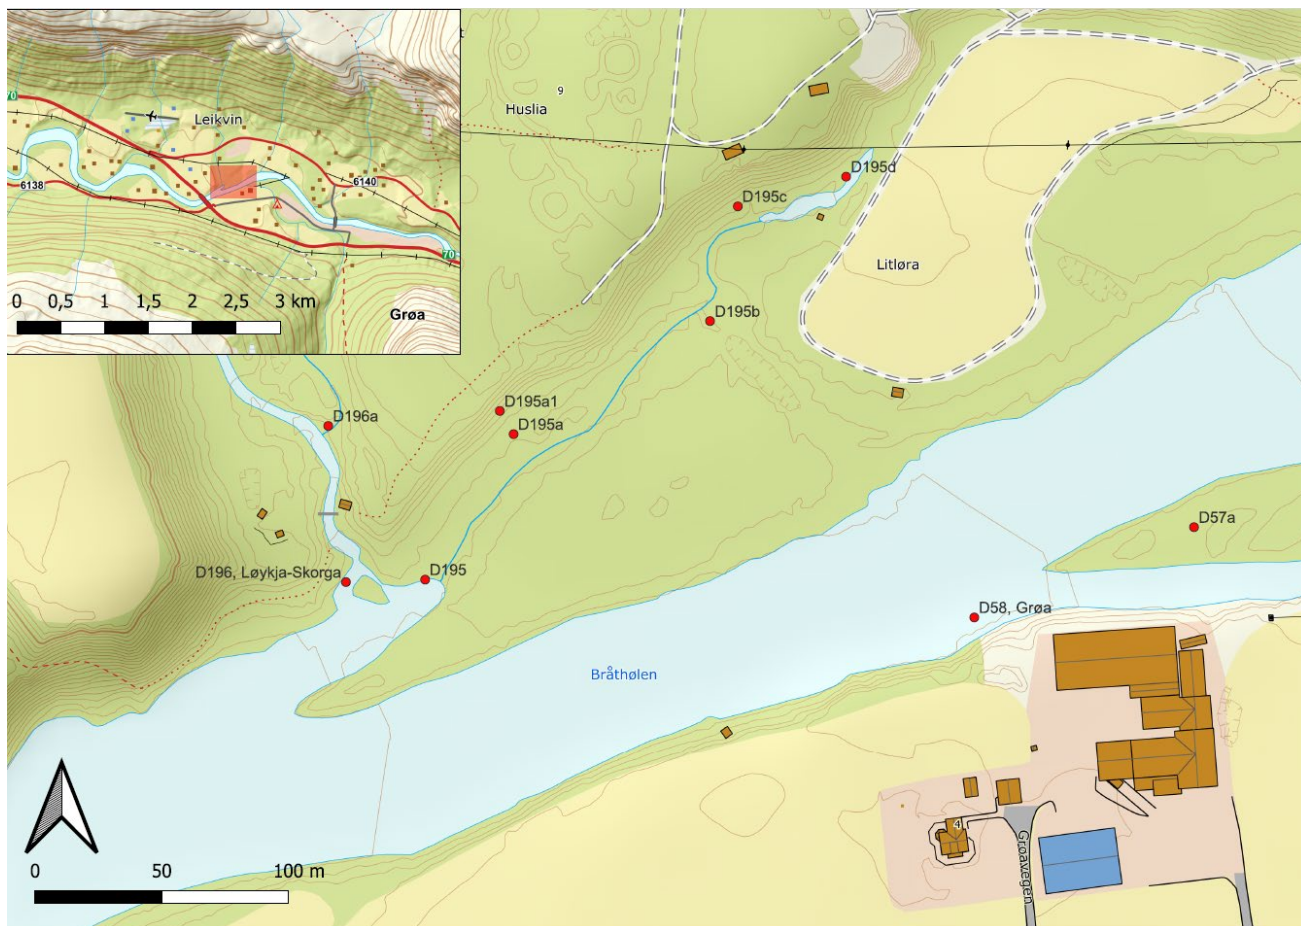 70
Leikvin
6138
6140
70
0 0,5 1 1,5 2 2,5 3 km
Grøa
t
Huslia
9
D195d
D195c
Litløra
D195b
D196a
D195a1
D195a
D57a
D196, Løykja-Skorga
D195
D58, Grøa
Bråthølen
4
Grøavegen
0 50 100 m